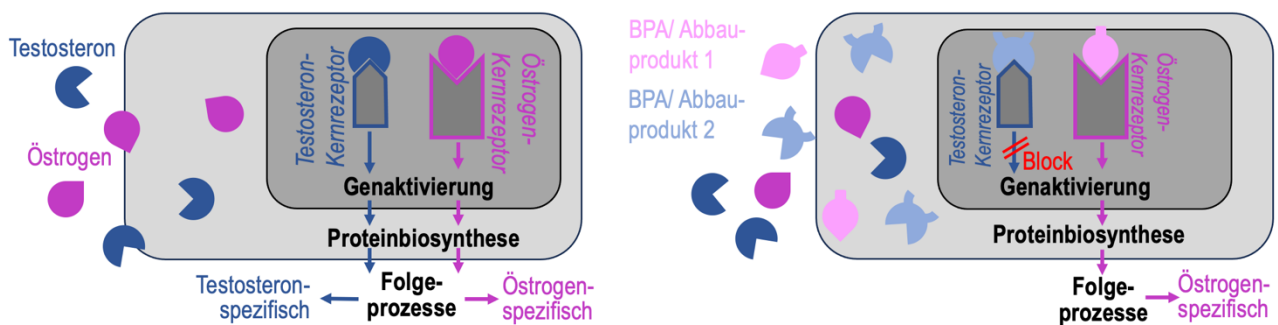 Testosteron
Östrogen
Testosteron-
Kernrezeptor
Östrogen-
Kernrezeptor
Genaktivierung
Proteinbiosynthese
Folge-
prozesse
Testosteron-
spezifisch
Östrogen-
spezifisch
BPA/ Abbau-
produkt 1
BPA/ Abbau-
produkt 2
Testosteron-
Kernrezeptor
Östrogen-
Kernrezeptor
Block
Genaktivierung
Proteinbiosynthese
Folge-
prozesse
Östrogen-
spezifisch